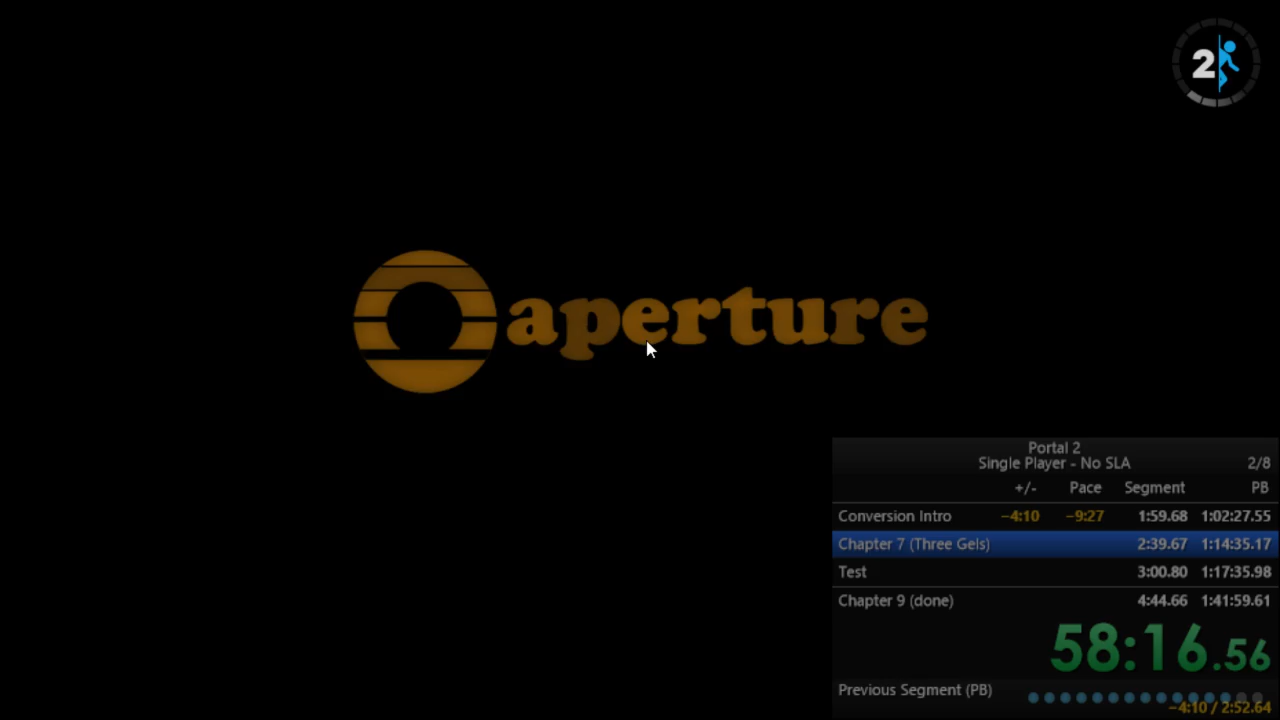 2
aperture
Portal 2
Single Player - No SLA 2/8
+/- Pace Segment PB
Conversion Intro −4:10 −9:27 1:59.68 1:02:27.55
Chapter 7 (Three Gels) 2:39.67 1:14:35.17
Test 3:00.80 1:17:35.98
Chapter 9 (done) 4:44.66 1:41:59.61
58:16.56
Previous Segment (PB)
−4:10 / 2:52.64